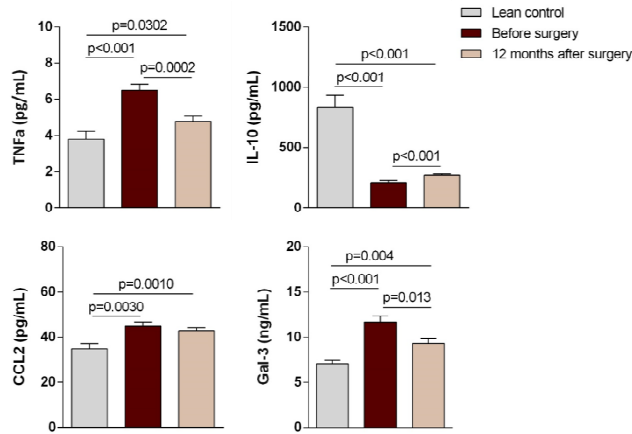 Lean control
Before surgery
12 months after surgery
p=0.0302
p<0.001
p=0.0002
TNFa (pg/mL)
8
6
4
2
0
p<0.001
p<0.001
p<0.001
IL-10 (pg/mL)
1500
1000
500
0
p=0.0010
p=0.0030
CCL2 (pg/mL)
80
60
40
20
0
p=0.004
p<0.001
p=0.013
Gal-3 (ng/mL)
20
15
10
5
0